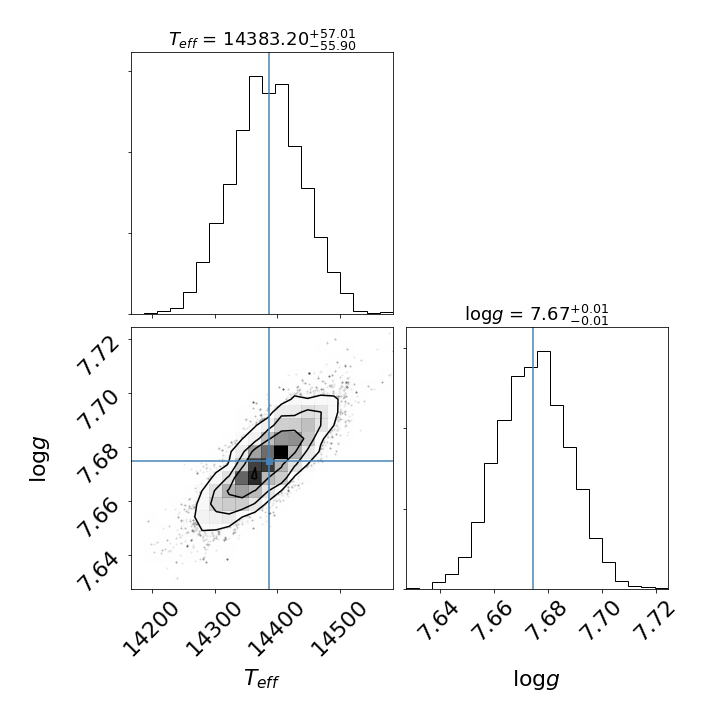 T_eff = 14383.20^{+57.01}_{-55.90}
logg = 7.67^{+0.01}_{-0.01}
7.72
7.70
7.68
7.66
7.64
logg
14200 14300 14400 14500
T_eff
7.64 7.66 7.68 7.70 7.72
logg